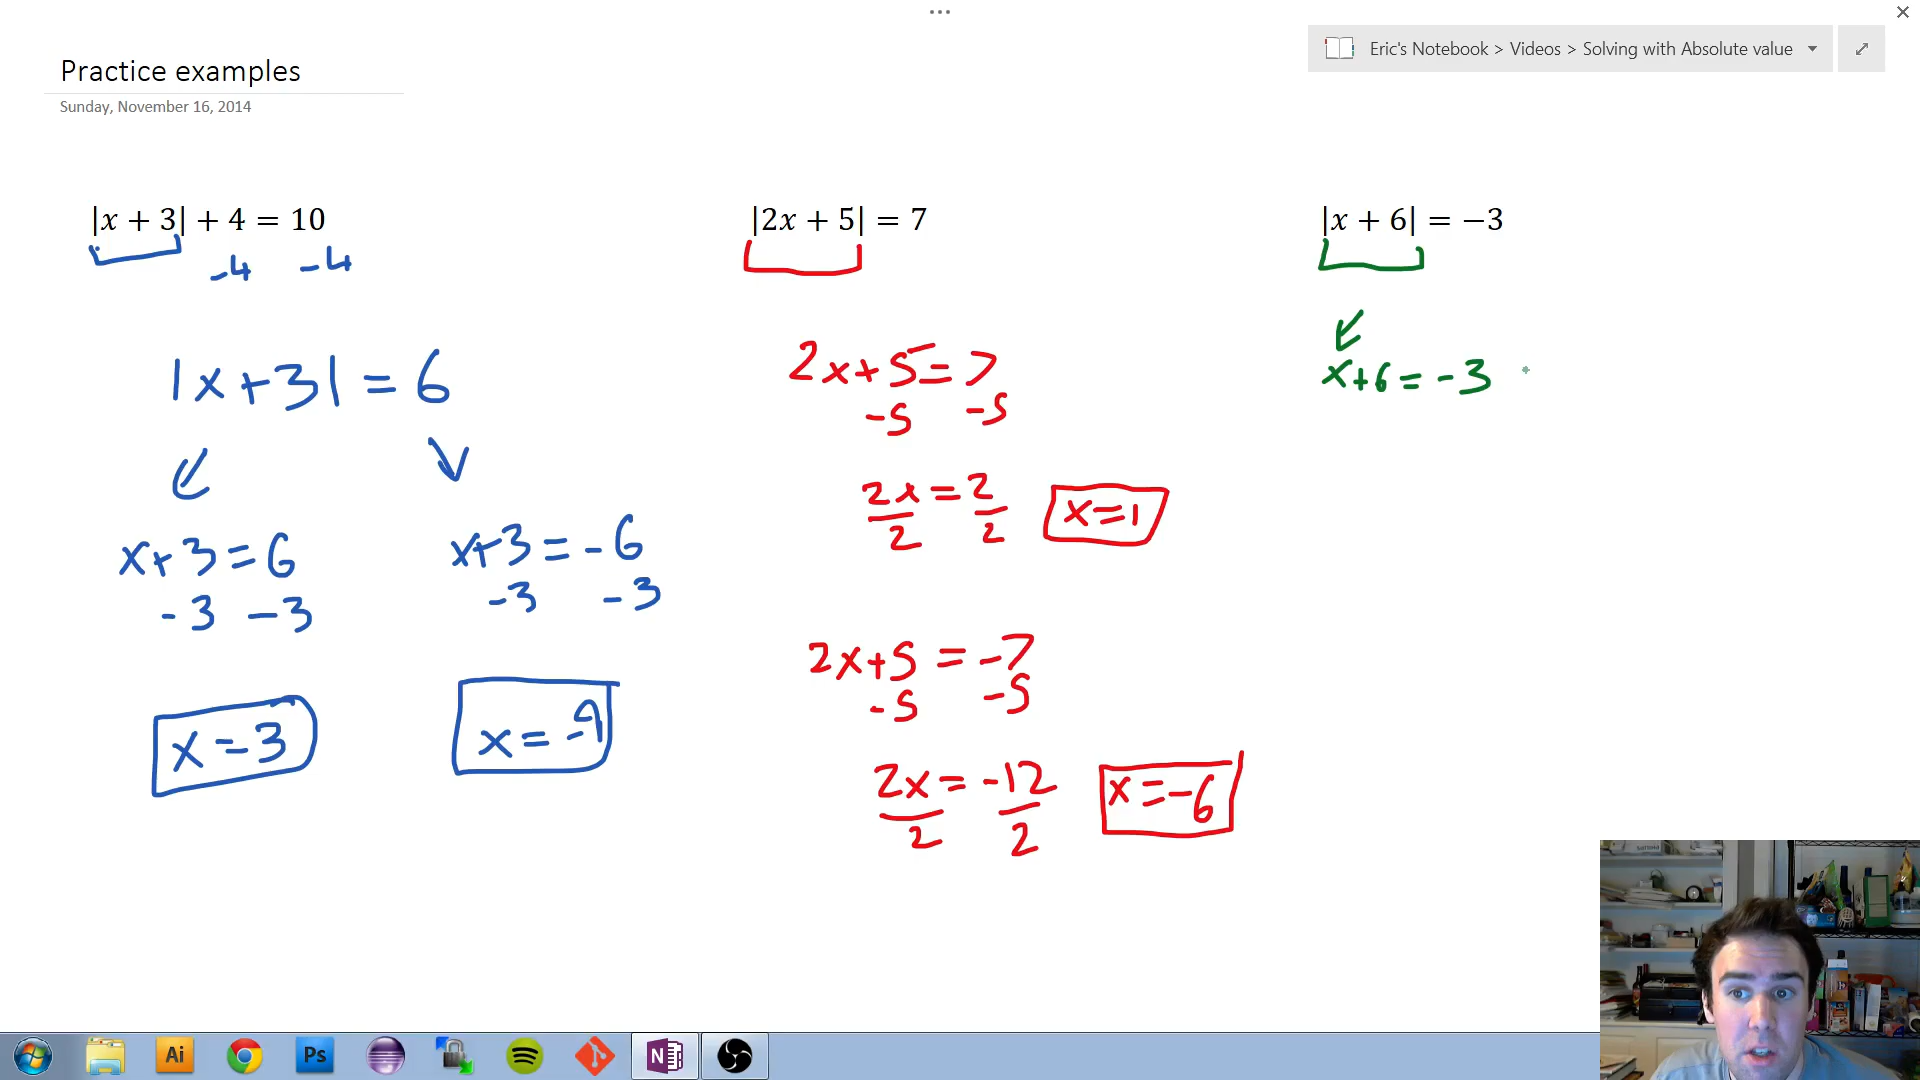 Eric's Notebook > Videos > Solving with Absolute value
Practice examples
Sunday, November 16, 2014
|x + 3| + 4 = 10
-4 -4
|x+3| = 6
x+3=6
-3 -3
x=3
x+3=-6
-3 -3
x=-9
|2x + 5| = 7
2x+5=7
-5 -5
2x=2
2 2
x=1
2x+5=-7
-5 -5
2x=-12
2 2
x=-6
|x + 6| = −3
x+6=-3
Ai
Ps
N